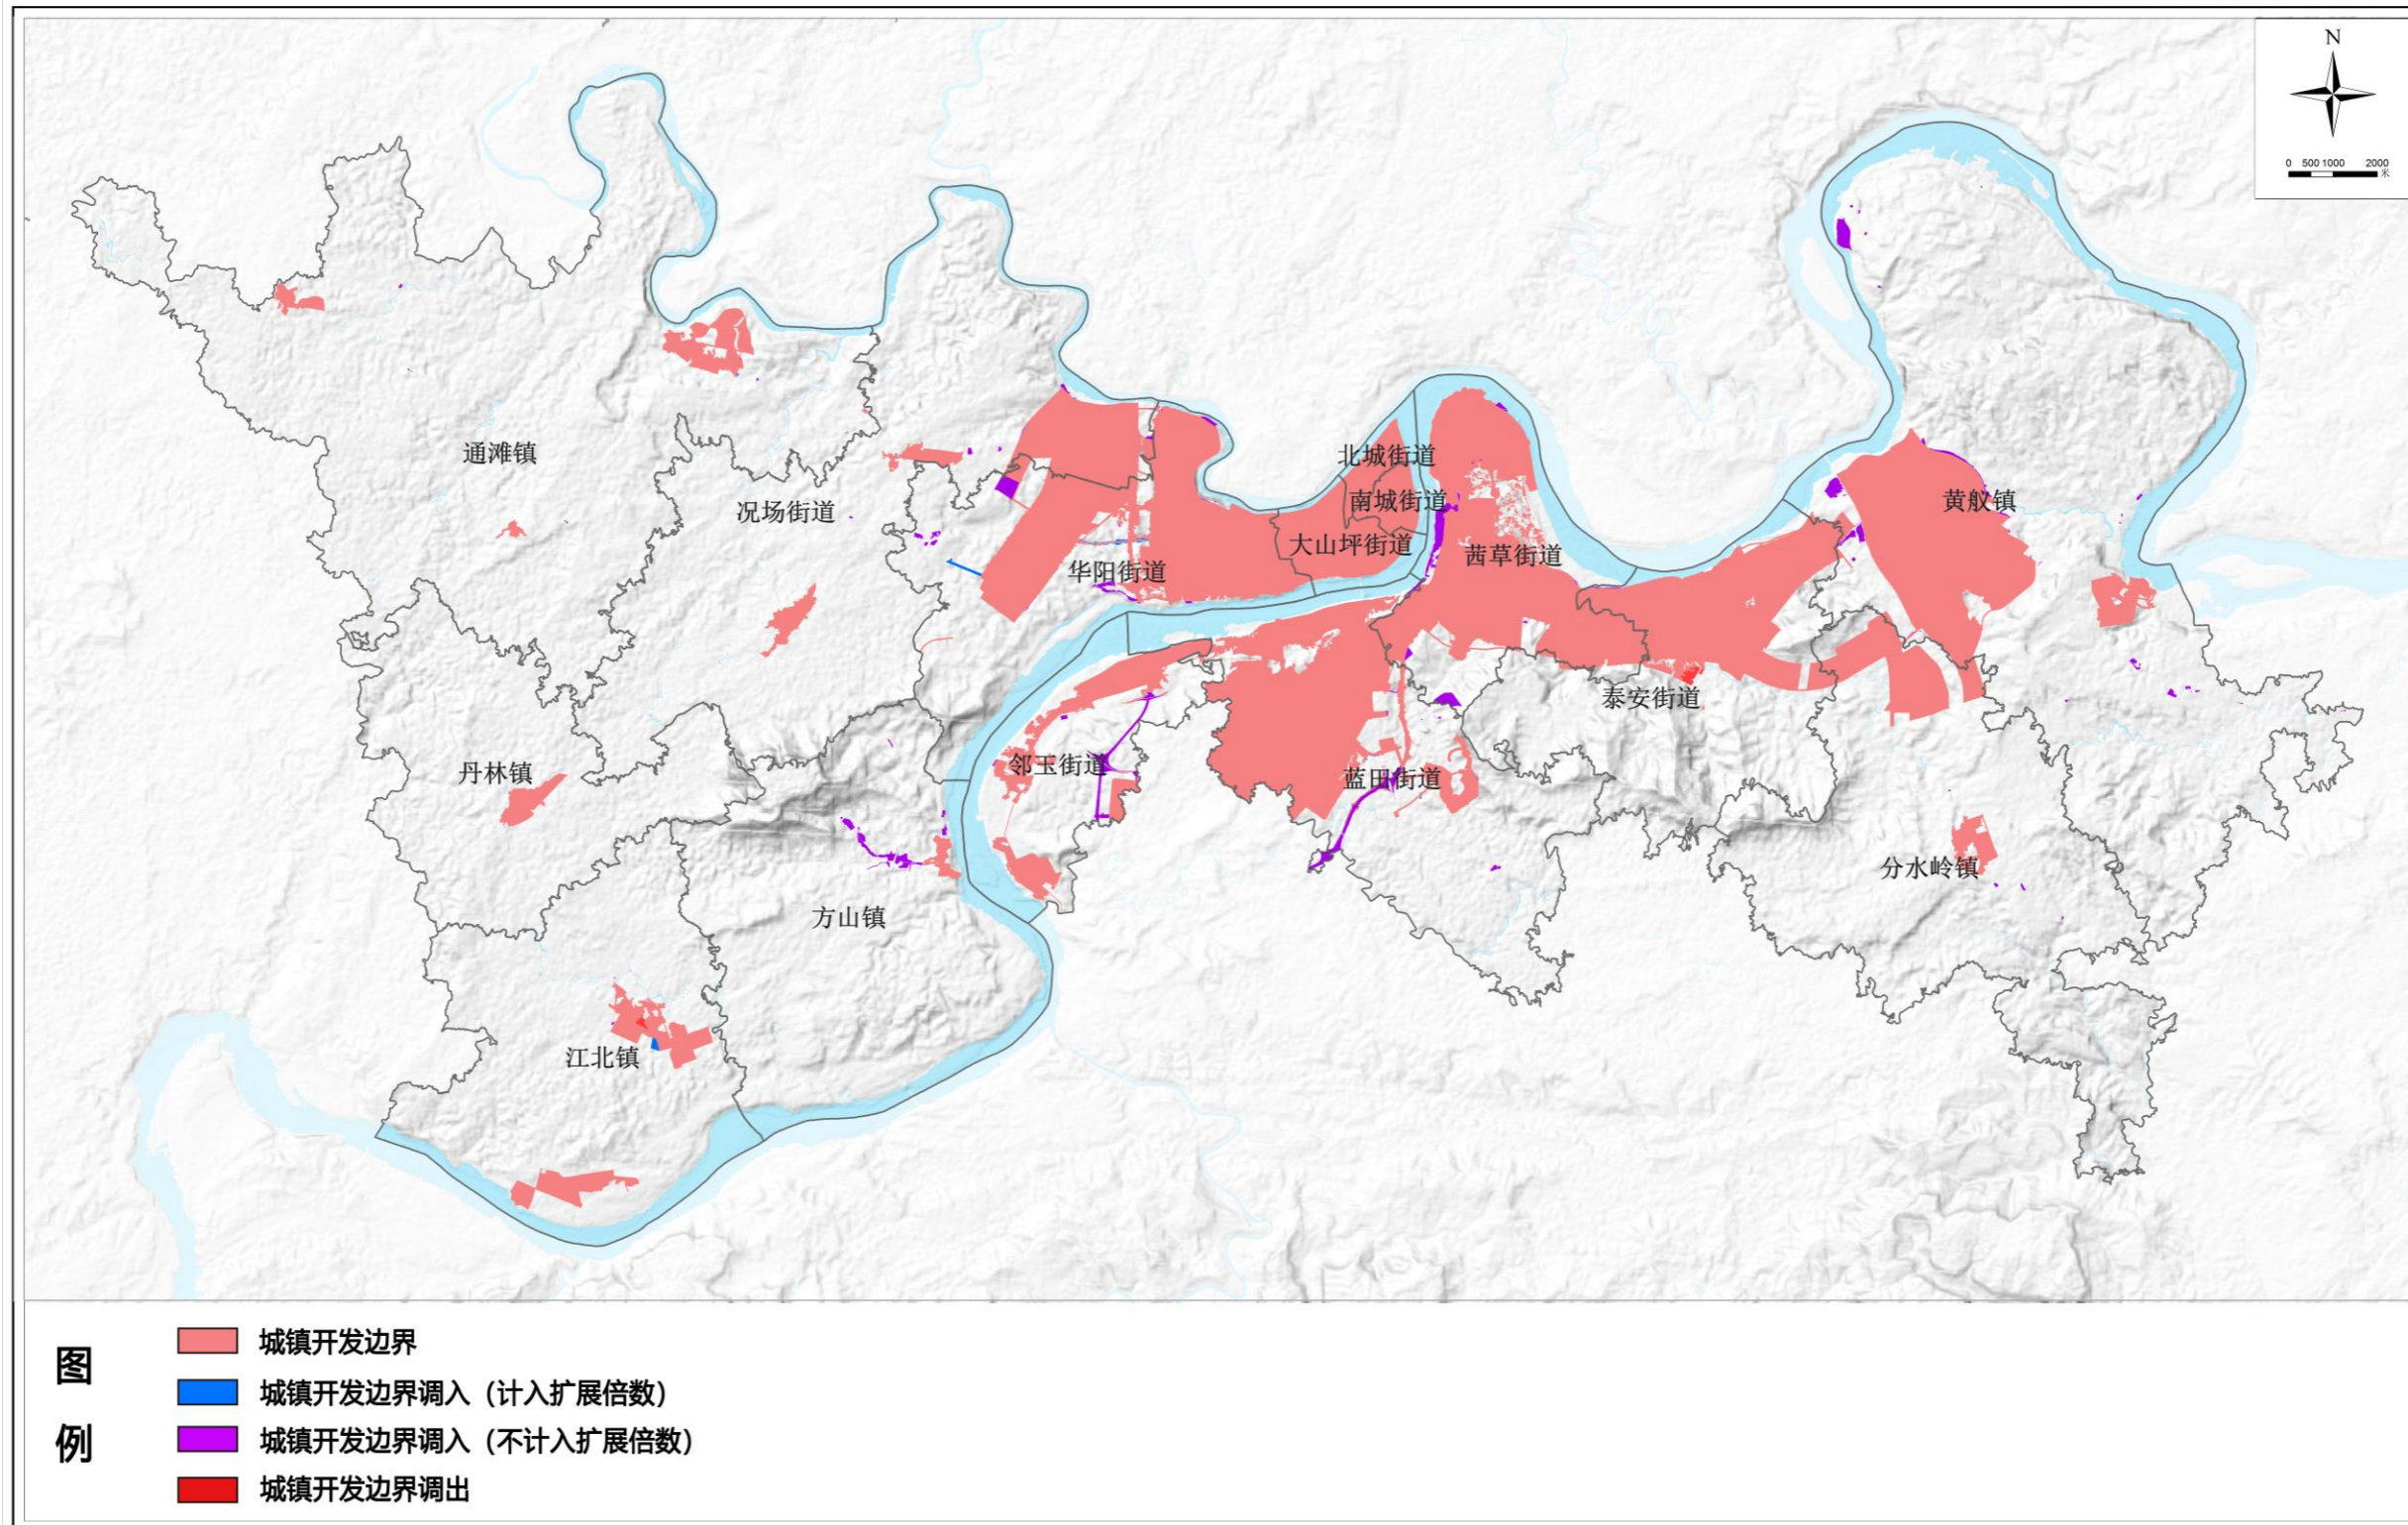 N
0 500 1000 2000
米
北城街道
通滩镇
南城街道
黄舣镇
况场街道
大山坪街道
茜草街道
华阳街道
泰安街道
邻玉街道
丹林镇
蓝田街道
分水岭镇
方山镇
江北镇
图例
城镇开发边界
城镇开发边界调入（计入扩展倍数）
城镇开发边界调入（不计入扩展倍数）
城镇开发边界调出